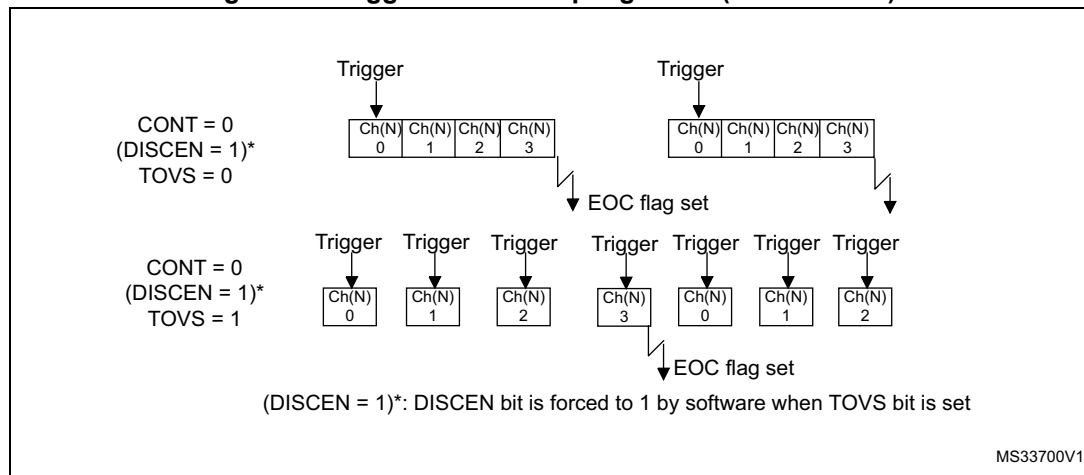 Trigger Trigger
CONT = 0
(DISCEN = 1)*
TOVS = 0
Ch(N) Ch(N) Ch(N) Ch(N)
0 1 2 3
Ch(N) Ch(N) Ch(N) Ch(N)
0 1 2 3
EOC flag set
Trigger Trigger Trigger Trigger Trigger Trigger Trigger
CONT = 0
(DISCEN = 1)*
TOVS = 1
Ch(N) Ch(N) Ch(N) Ch(N) Ch(N) Ch(N) Ch(N)
0 1 2 3 0 1 2
EOC flag set
(DISCEN = 1)*: DISCEN bit is forced to 1 by software when TOVS bit is set
MS33700V1